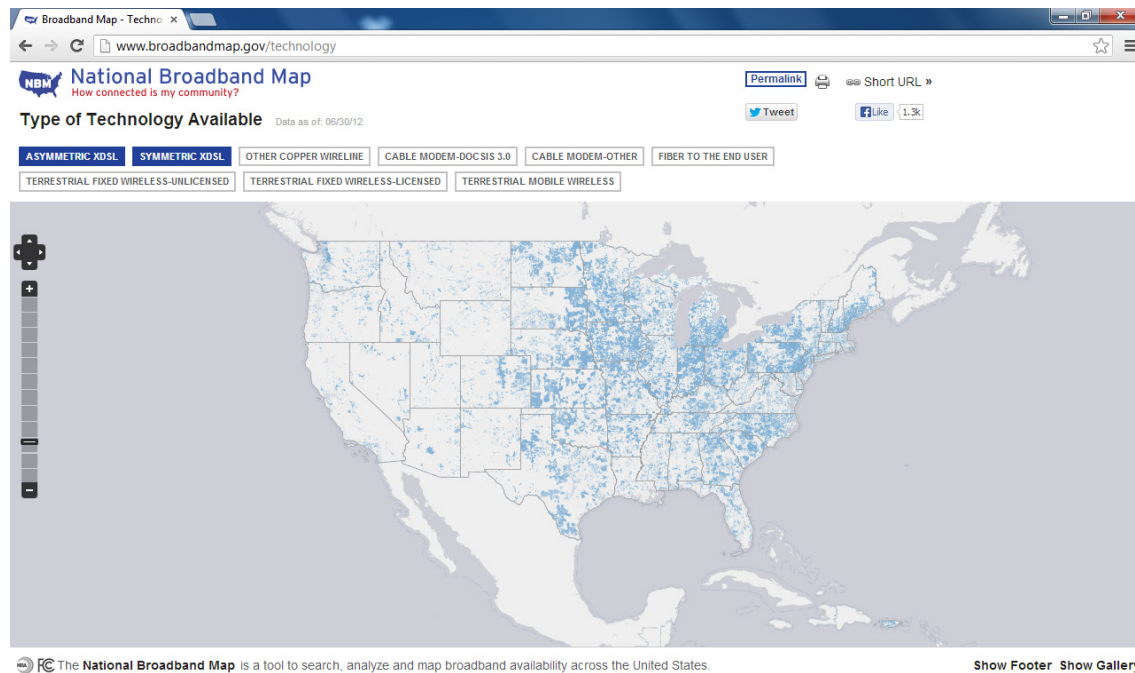 Broadband Map - Techno
www.broadbandmap.gov/technology
NBM
National Broadband Map
How connected is my community?
Permalink
Short URL »
Type of Technology Available Data as of: 06/30/12
Tweet
Like 1.3k
ASYMMETRIC XDSL SYMMETRIC XDSL OTHER COPPER WIRELINE CABLE MODEM-DOCSIS 3.0 CABLE MODEM-OTHER FIBER TO THE END USER
TERRESTRIAL FIXED WIRELESS-UNLICENSED TERRESTRIAL FIXED WIRELESS-LICENSED TERRESTRIAL MOBILE WIRELESS
FC The National Broadband Map is a tool to search, analyze and map broadband availability across the United States.
Show Footer Show Gallery